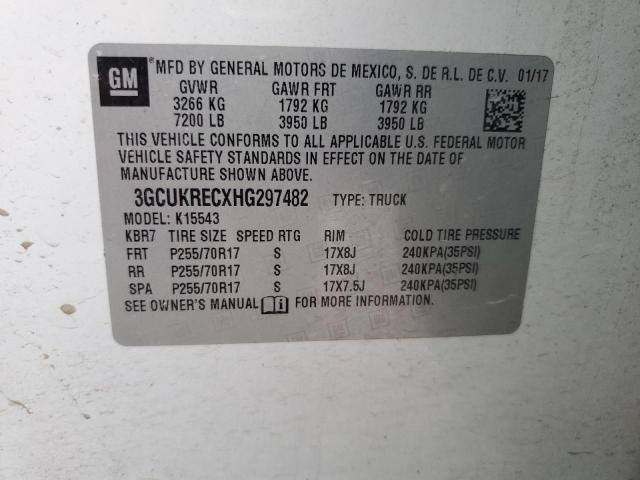 GM
MFD BY GENERAL MOTORS DE MEXICO, S. DE R.L. DE C.V. 01/17
GVWR GAWR FRT GAWR RR
3266 KG 1792 KG 1792 KG
7200 LB 3950 LB 3950 LB
THIS VEHICLE CONFORMS TO ALL APPLICABLE U.S. FEDERAL MOTOR
VEHICLE SAFETY STANDARDS IN EFFECT ON THE DATE OF
MANUFACTURE SHOWN ABOVE.
3GCUKRECXHG297482 TYPE: TRUCK
MODEL: K15543
KBR7 TIRE SIZE SPEED RTG RIM COLD TIRE PRESSURE
FRT P255/70R17 S 17X8J 240KPA(35PSI)
RR P255/70R17 S 17X8J 240KPA(35PSI)
SPA P255/70R17 S 17X7.5J 240KPA(35PSI)
SEE OWNER'S MANUAL FOR MORE INFORMATION.